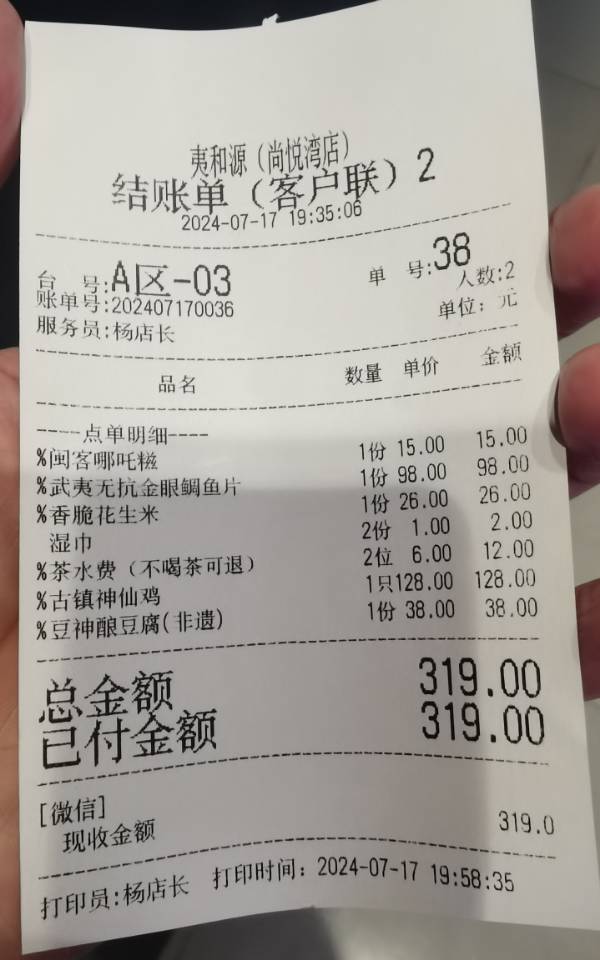 夷和源（尚悦湾店）
结账单（客户联）2
2024-07-17 19:35:06
台 号:A区-03 单 号:38
账单号:202407170036 人数:2
服务员:杨店长 单位: 元
品名 数量 单价 金额
----点单明细----
%闽客哪吒糍 1份 15.00 15.00
%武夷无抗金眼鲷鱼片 1份 98.00 98.00
%香脆花生米 1份 26.00 26.00
湿巾 2份 1.00 2.00
%茶水费（不喝茶可退） 2位 6.00 12.00
%古镇神仙鸡 1只128.00 128.00
%豆神酿豆腐(非遗) 1份 38.00 38.00
总金额 319.00
已付金额 319.00
[微信]
现收金额 319.0
打印员:杨店长 打印时间: 2024-07-17 19:58:35